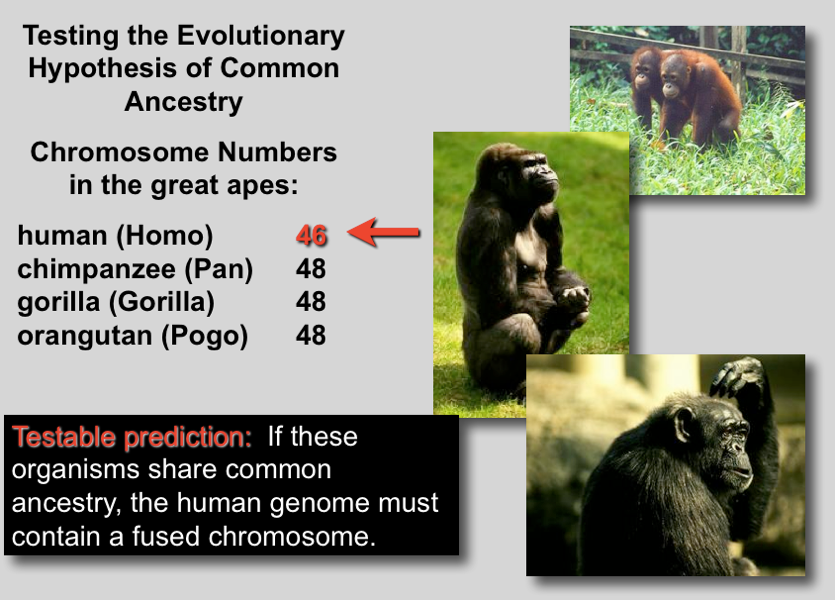 Testing the Evolutionary
Hypothesis of Common
Ancestry
Chromosome Numbers
in the great apes:
human (Homo) 46
chimpanzee (Pan) 48
gorilla (Gorilla) 48
orangutan (Pogo) 48
Testable prediction: If these
organisms share common
ancestry, the human genome must
contain a fused chromosome.